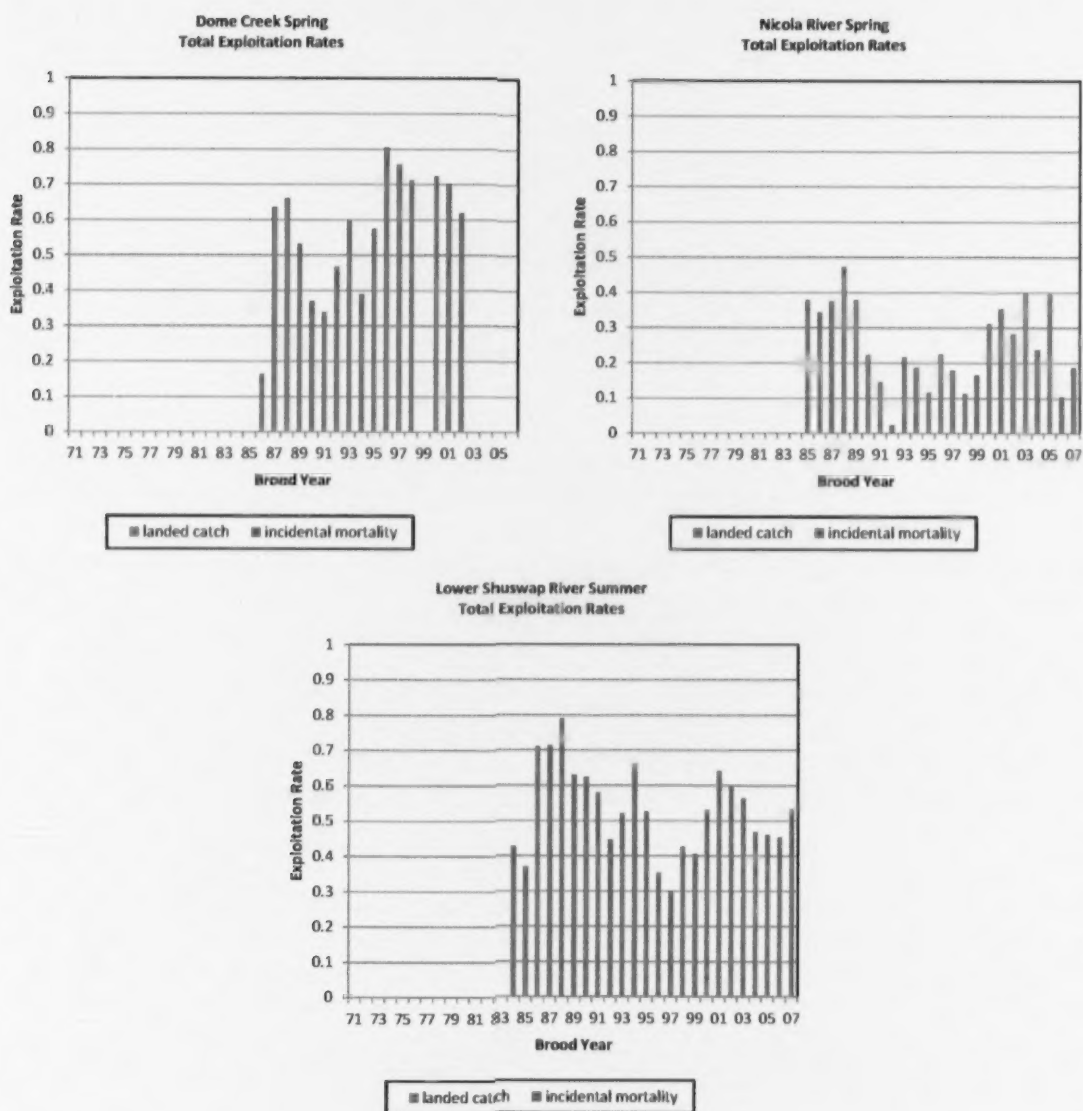 Dome Creek Spring
Total Exploitation Rates
1
0.9
0.8
0.7
0.6
0.5
0.4
0.3
0.2
0.1
0
Exploitation Rate
71 73 75 77 79 81 83 85 87 89 91 93 95 97 99 01 03 05
Brood Year
landed catch incidental mortality
Nicola River Spring
Total Exploitation Rates
1
0.9
0.8
0.7
0.6
0.5
0.4
0.3
0.2
0.1
0
Exploitation Rate
71 73 75 77 79 81 83 85 87 89 91 93 95 97 99 01 03 05 07
Brood Year
landed catch incidental mortality
Lower Shuswap River Summer
Total Exploitation Rates
1
0.9
0.8
0.7
0.6
0.5
0.4
0.3
0.2
0.1
0
Exploitation Rate
71 73 75 77 79 81 83 85 87 89 91 93 95 97 99 01 03 05 07
Brood Year
landed catch incidental mortality